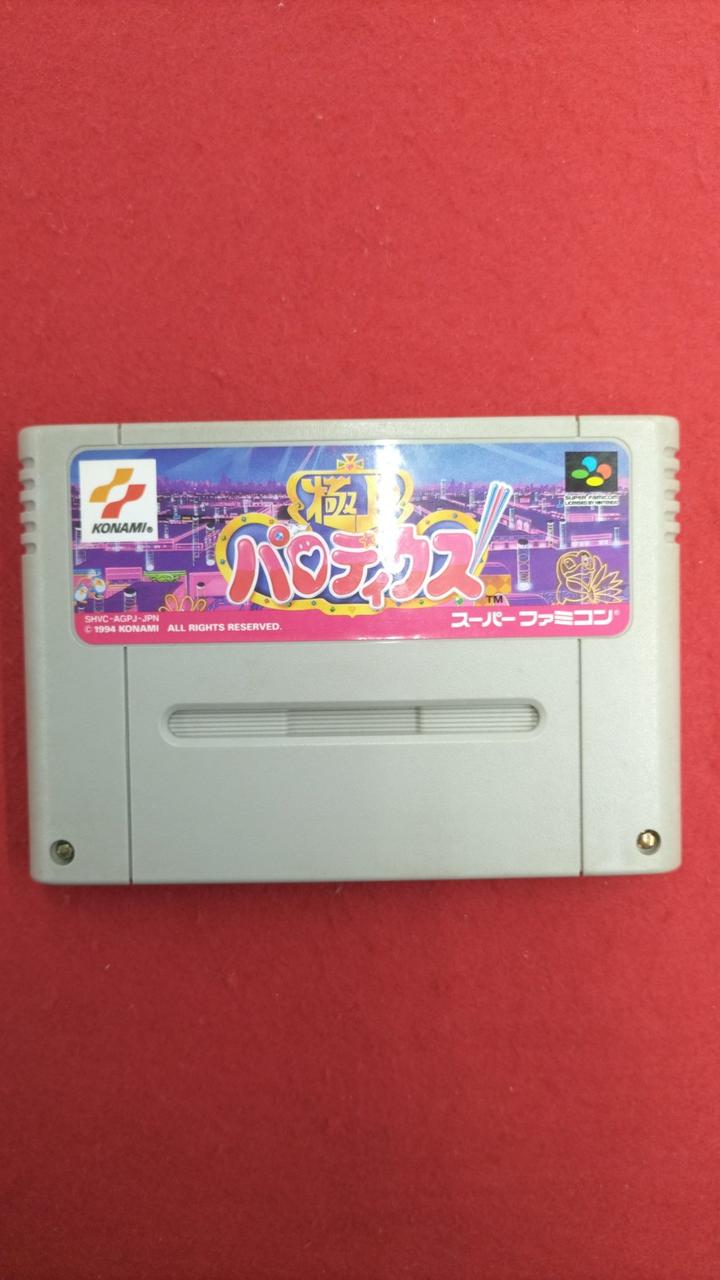 KONAMI®
極上
パロディウス
TM
SUPER FAMICOM
LICENSED BY NINTENDO
SHVC-AGPJ-JPN
© 1994 KONAMI ALL RIGHTS RESERVED.
スーパーファミコン®